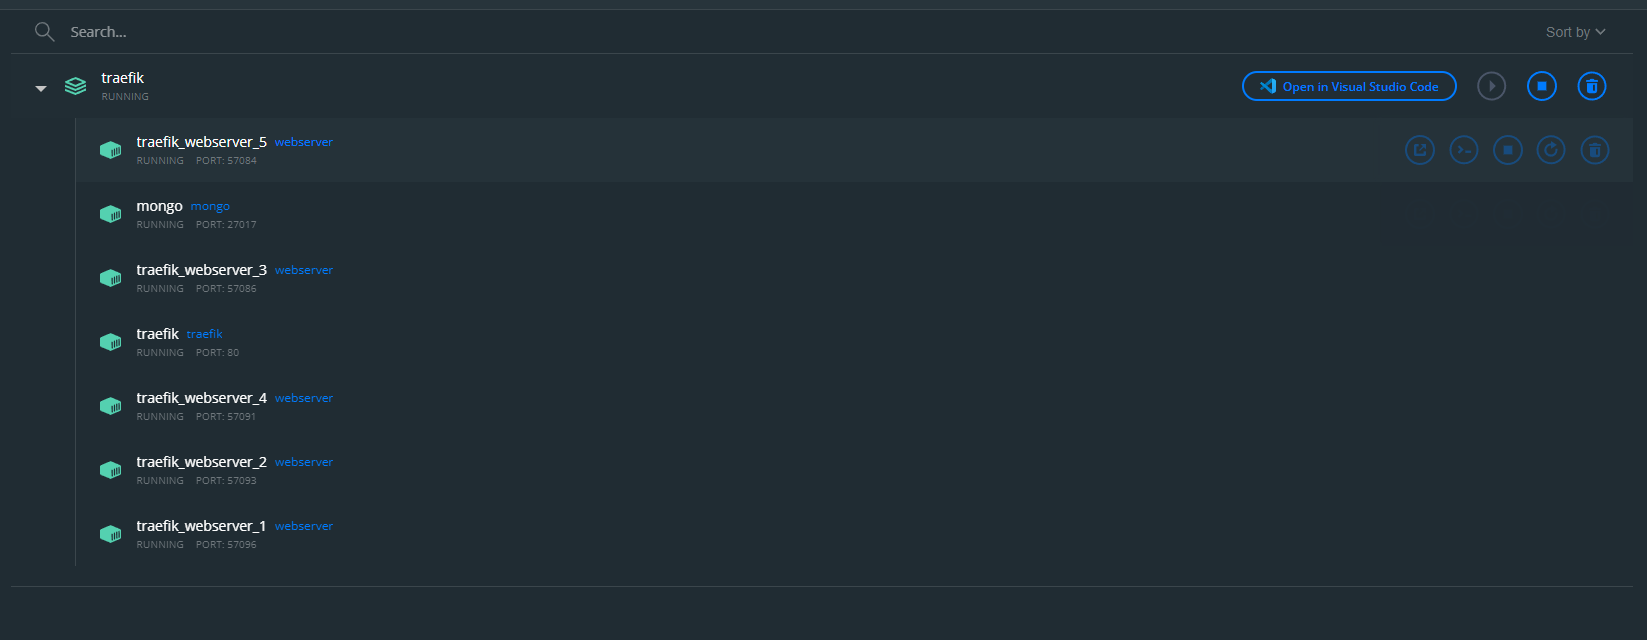 Search...
Sort by
traefik
RUNNING
Open in Visual Studio Code
traefik_webserver_5 webserver
RUNNING PORT: 57084
mongo mongo
RUNNING PORT: 27017
traefik_webserver_3 webserver
RUNNING PORT: 57086
traefik traefik
RUNNING PORT: 80
traefik_webserver_4 webserver
RUNNING PORT: 57091
traefik_webserver_2 webserver
RUNNING PORT: 57093
traefik_webserver_1 webserver
RUNNING PORT: 57096